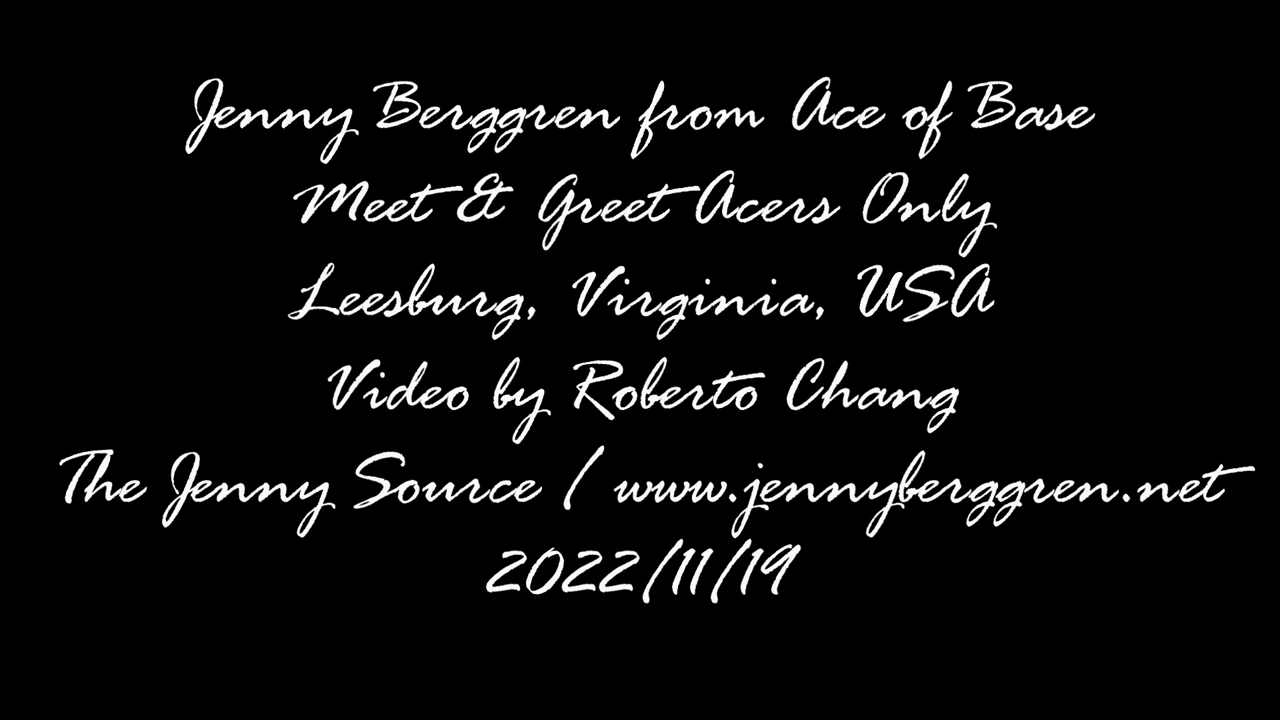 Jenny Berggren from Ace of Base
Meet & Greet Acers Only
Leesburg, Virginia, USA
Video by Roberto Chang
The Jenny Source / www.jennyberggren.net
2022/11/19